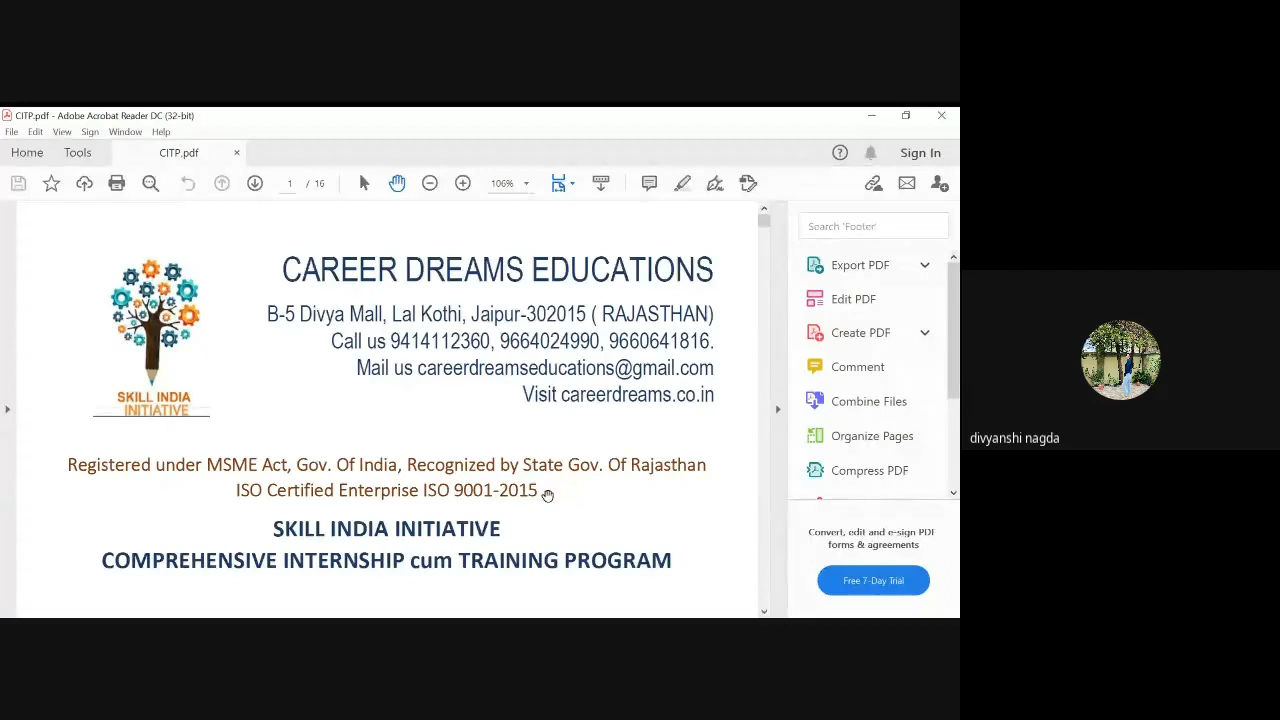 CITP.pdf - Adobe Acrobat Reader DC (32-bit)
File Edit View Sign Window Help
Home Tools CITP.pdf × Sign In
1 / 16 106%
Search 'Footer'
Export PDF
Edit PDF
Create PDF
Comment
Combine Files
Organize Pages
Compress PDF
Convert, edit and e-sign PDF
forms & agreements
Free 7-Day Trial
CAREER DREAMS EDUCATIONS
B-5 Divya Mall, Lal Kothi, Jaipur-302015 ( RAJASTHAN)
Call us 9414112360, 9664024990, 9660641816.
Mail us careerdreamseducations@gmail.com
Visit careerdreams.co.in
SKILL INDIA
INITIATIVE
Registered under MSME Act, Gov. Of India, Recognized by State Gov. Of Rajasthan
ISO Certified Enterprise ISO 9001-2015
SKILL INDIA INITIATIVE
COMPREHENSIVE INTERNSHIP cum TRAINING PROGRAM
divyanshi nagda